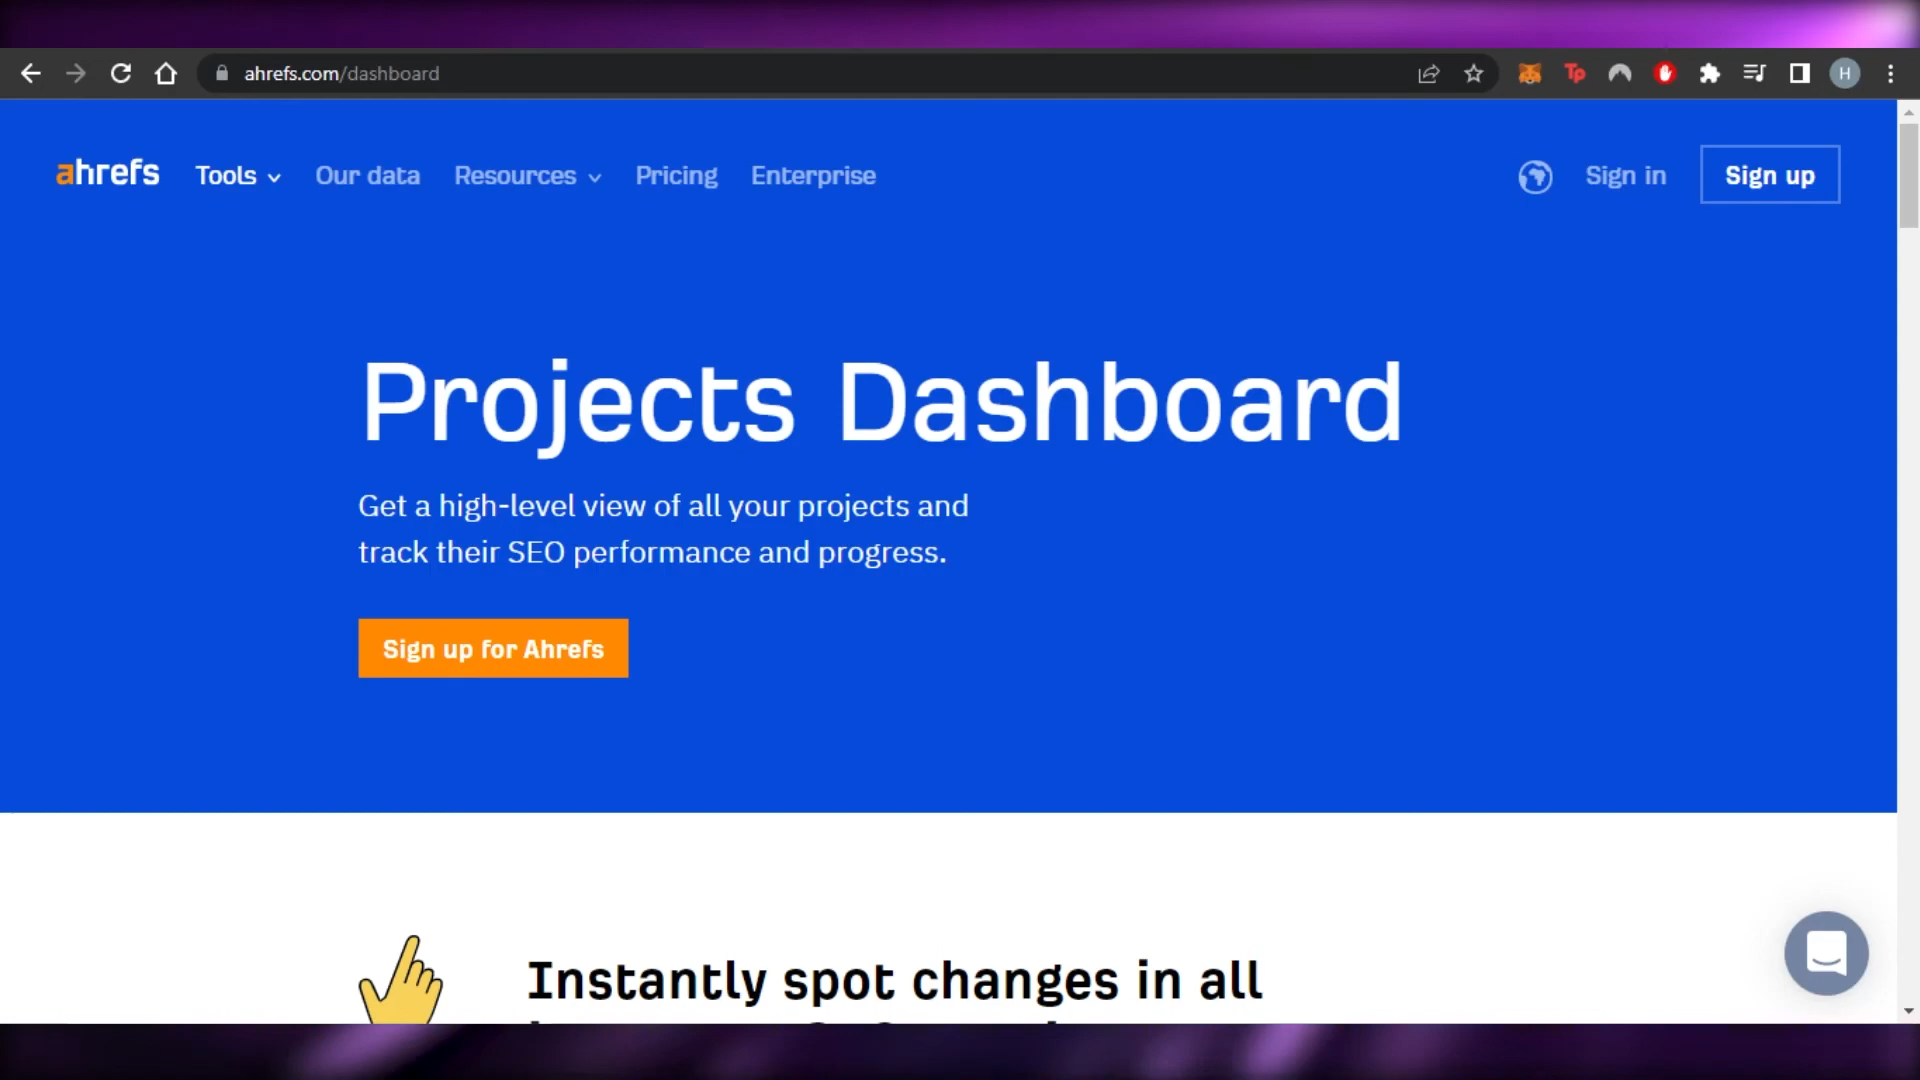 ahrefs.com/dashboard
Tp
H
ahrefs Tools Our data Resources Pricing Enterprise Sign in Sign up
Projects Dashboard
Get a high-level view of all your projects and
track their SEO performance and progress.
Sign up for Ahrefs
Instantly spot changes in all